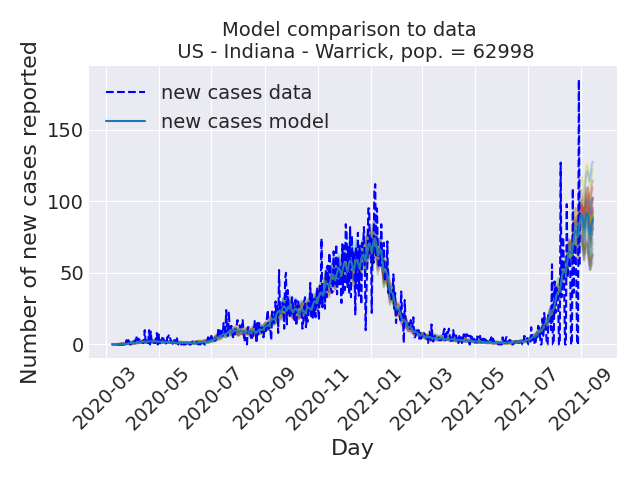 Model comparison to data
US - Indiana - Warrick, pop. = 62998
Number of new cases reported
new cases data
new cases model
150
100
50
0
2020-03
2020-05
2020-07
2020-09
2020-11
2021-01
2021-03
2021-05
2021-07
2021-09
Day